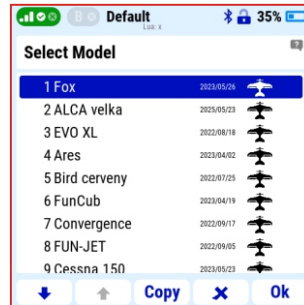 B Default 35%
Lua: x
Select Model
1 Fox 2023/05/26
2 ALCA velka 2025/05/23
3 EVO XL 2022/08/18
4 Ares 2023/04/02
5 Bird cerveny 2022/07/25
6 FunCub 2023/04/19
7 Convergence 2022/09/17
8 FUN-JET 2022/09/05
9 Cessna 150 2023/05/23
Copy Ok